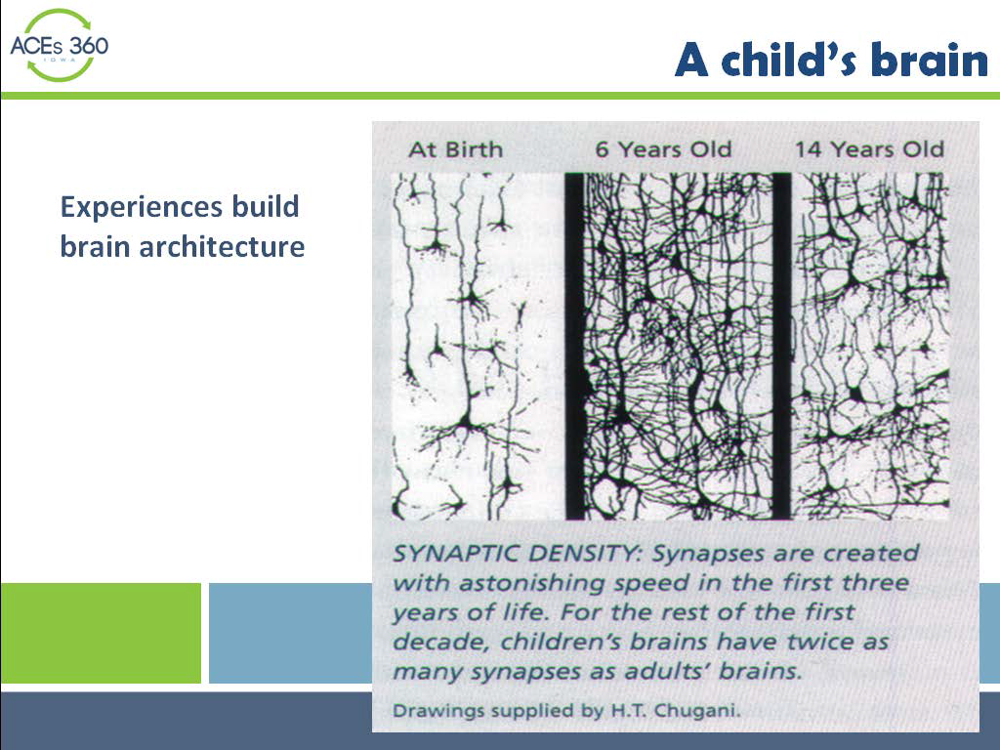 ACEs 360
IOWA
A child's brain
Experiences build
brain architecture
At Birth 6 Years Old 14 Years Old
SYNAPTIC DENSITY: Synapses are created
with astonishing speed in the first three
years of life. For the rest of the first
decade, children's brains have twice as
many synapses as adults' brains.
Drawings supplied by H.T. Chugani.